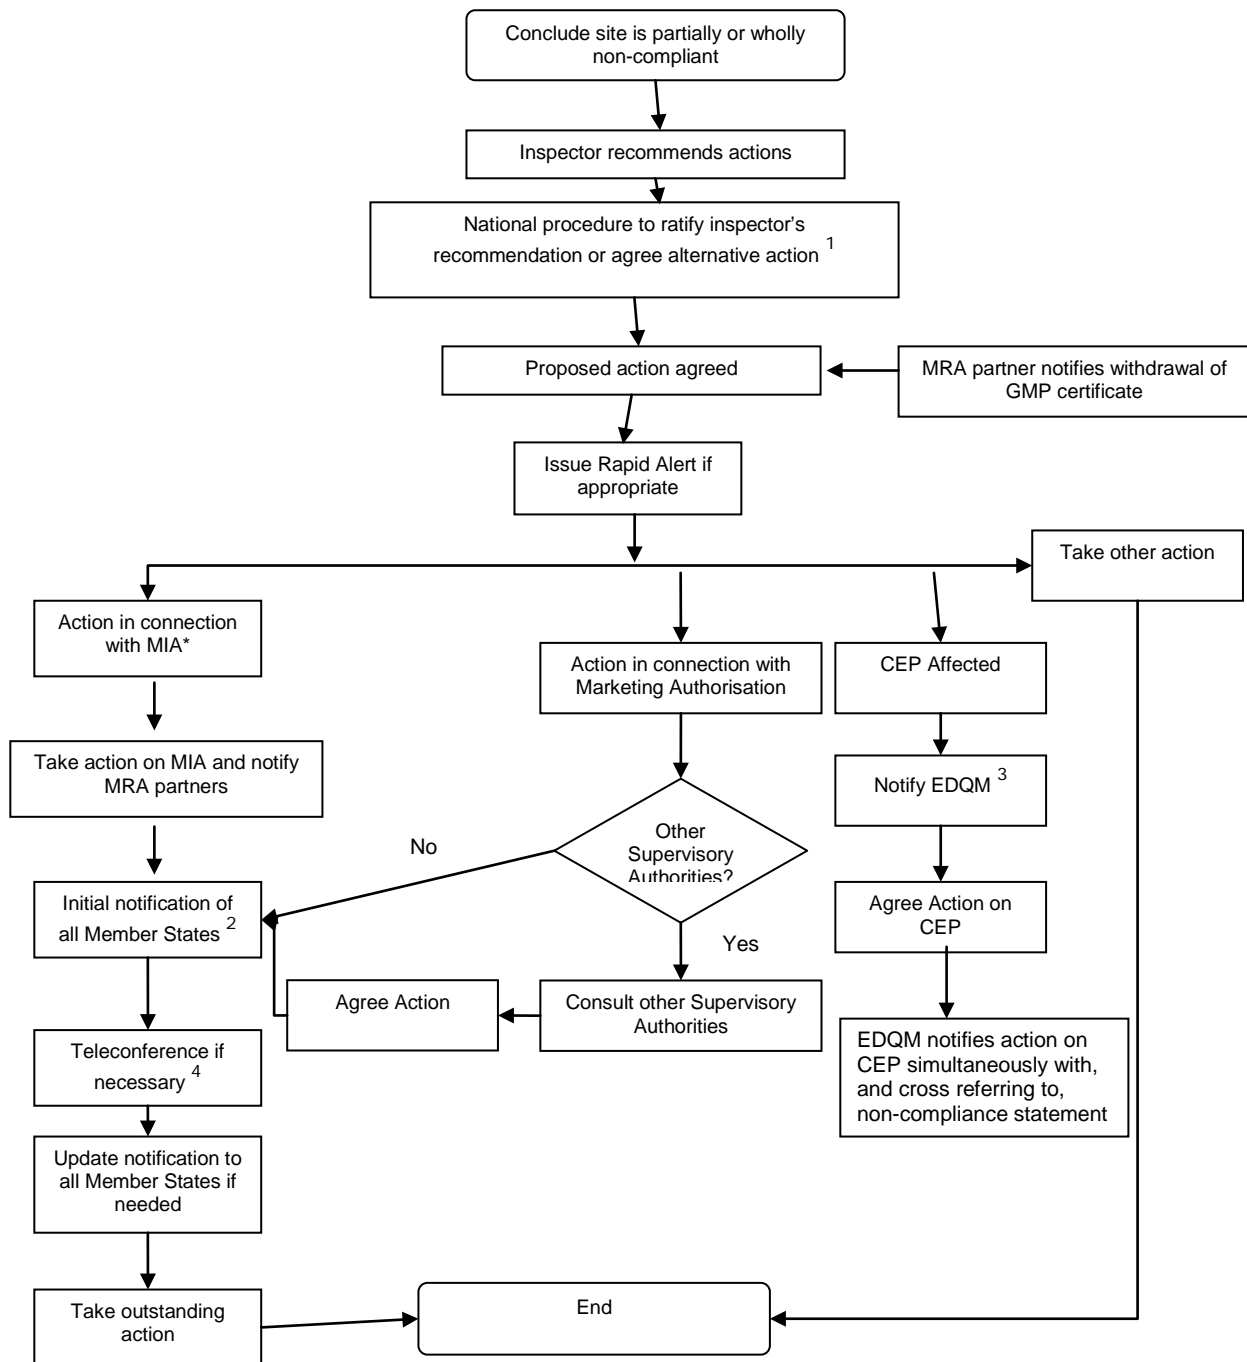 Conclude site is partially or wholly
non-compliant
Inspector recommends actions
National procedure to ratify inspector's
recommendation or agree alternative action 1
Proposed action agreed
MRA partner notifies withdrawal of
GMP certificate
Issue Rapid Alert if
appropriate
Take other action
Action in connection
with MIA*
Action in connection with
Marketing Authorisation
CEP Affected
Take action on MIA and notify
MRA partners
Notify EDQM 3
Other
Supervisory
Authorities?
No
Yes
Initial notification of
all Member States 2
Agree Action on
CEP
Agree Action
Consult other Supervisory
Authorities
Teleconference if
necessary 4
EDQM notifies action on
CEP simultaneously with,
and cross referring to,
non-compliance statement
Update notification to
all Member States if
needed
Take outstanding
action
End